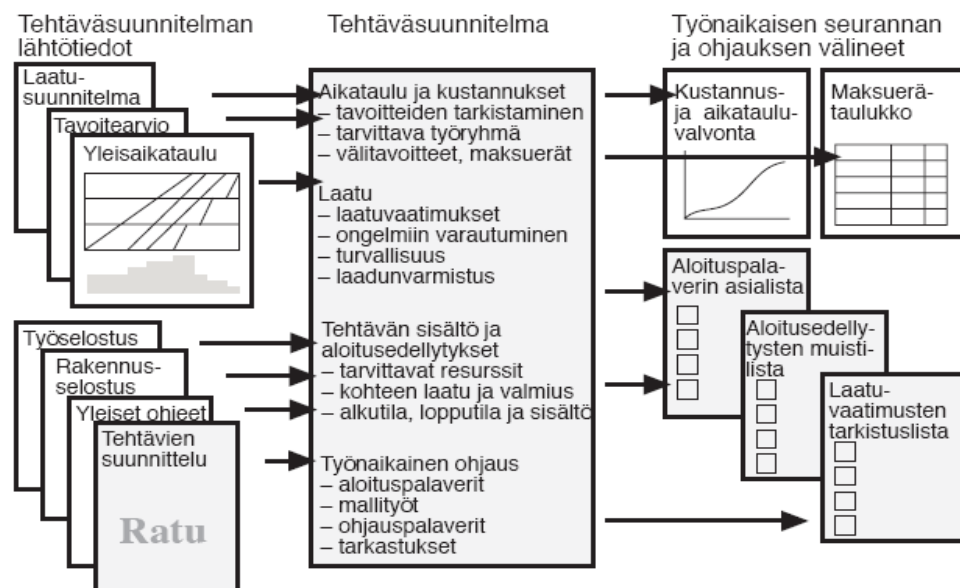 Tehtäväsuunnitelman
lähtötiedot
Laatu-
suunnitelma
Tavoitearvio
Yleisaikataulu
Työselostus
Rakennus-
selostus
Yleiset ohjeet
Tehtävien
suunnittelu
Ratu
Tehtäväsuunnitelma
Aikataulu ja kustannukset
– tavoitteiden tarkistaminen
– tarvittava työryhmä
– välitavoitteet, maksuerät
Laatu
– laatuvaatimukset
– ongelmiin varautuminen
– turvallisuus
– laadunvarmistus
Tehtävän sisältö ja
aloitusedellytykset
– tarvittavat resurssit
– kohteen laatu ja valmius
– alkutila, lopputila ja sisältö
Työnaikainen ohjaus
– aloituspalaverit
– mallityöt
– ohjauspalaverit
– tarkastukset
Työnaikaisen seurannan
ja ohjauksen välineet
Kustannus-
ja aikataulu-
valvonta
Maksuerä-
taulukko
Aloituspala-
verin asialista
Aloitusedelly-
tysten muisti-
lista
Laatu-
vaatimusten
tarkistuslista